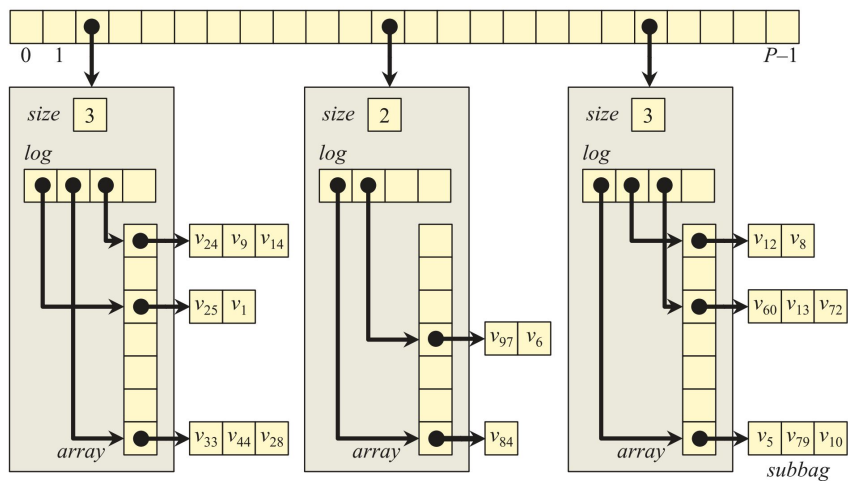 0 1 P–1
size 3 size 2 size 3
log log log
v₂₄ v₉ v₁₄ v₁₂ v₈
v₂₅ v₁ v₆₀ v₁₃ v₇₂
v₉₇ v₆
v₃₃ v₄₄ v₂₈ v₈₄ v₅ v₇₉ v₁₀
array array array
subbag